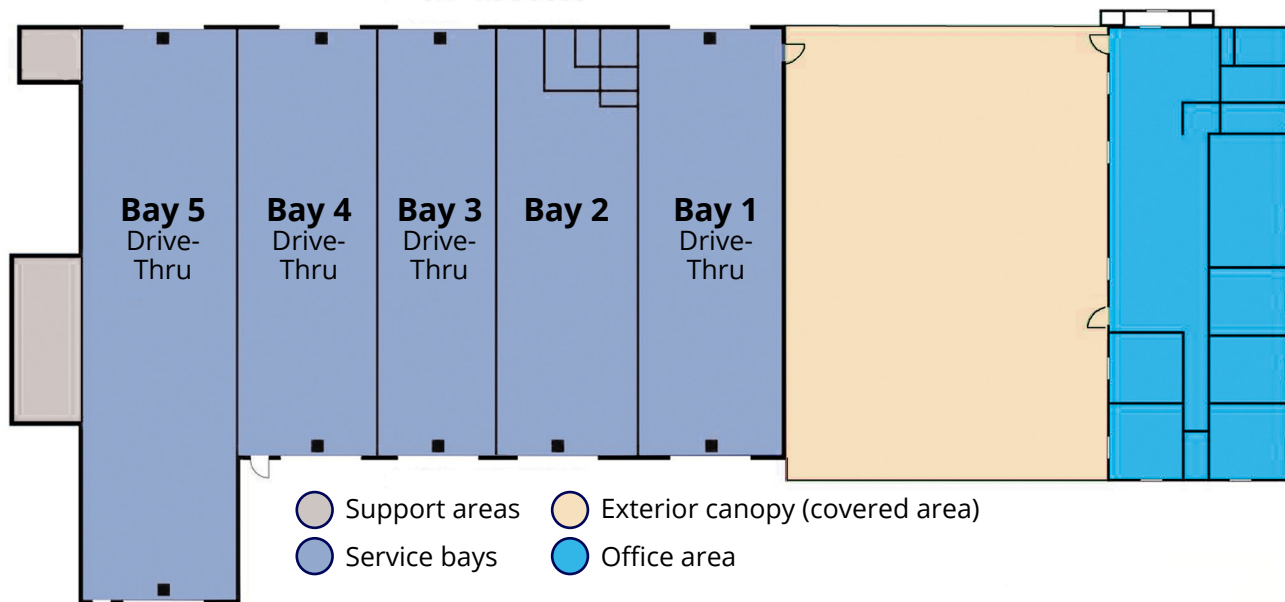 Bay 5
Drive-
Thru
Bay 4
Drive-
Thru
Bay 3
Drive-
Thru
Bay 2
Bay 1
Drive-
Thru
Support areas
Exterior canopy (covered area)
Service bays
Office area